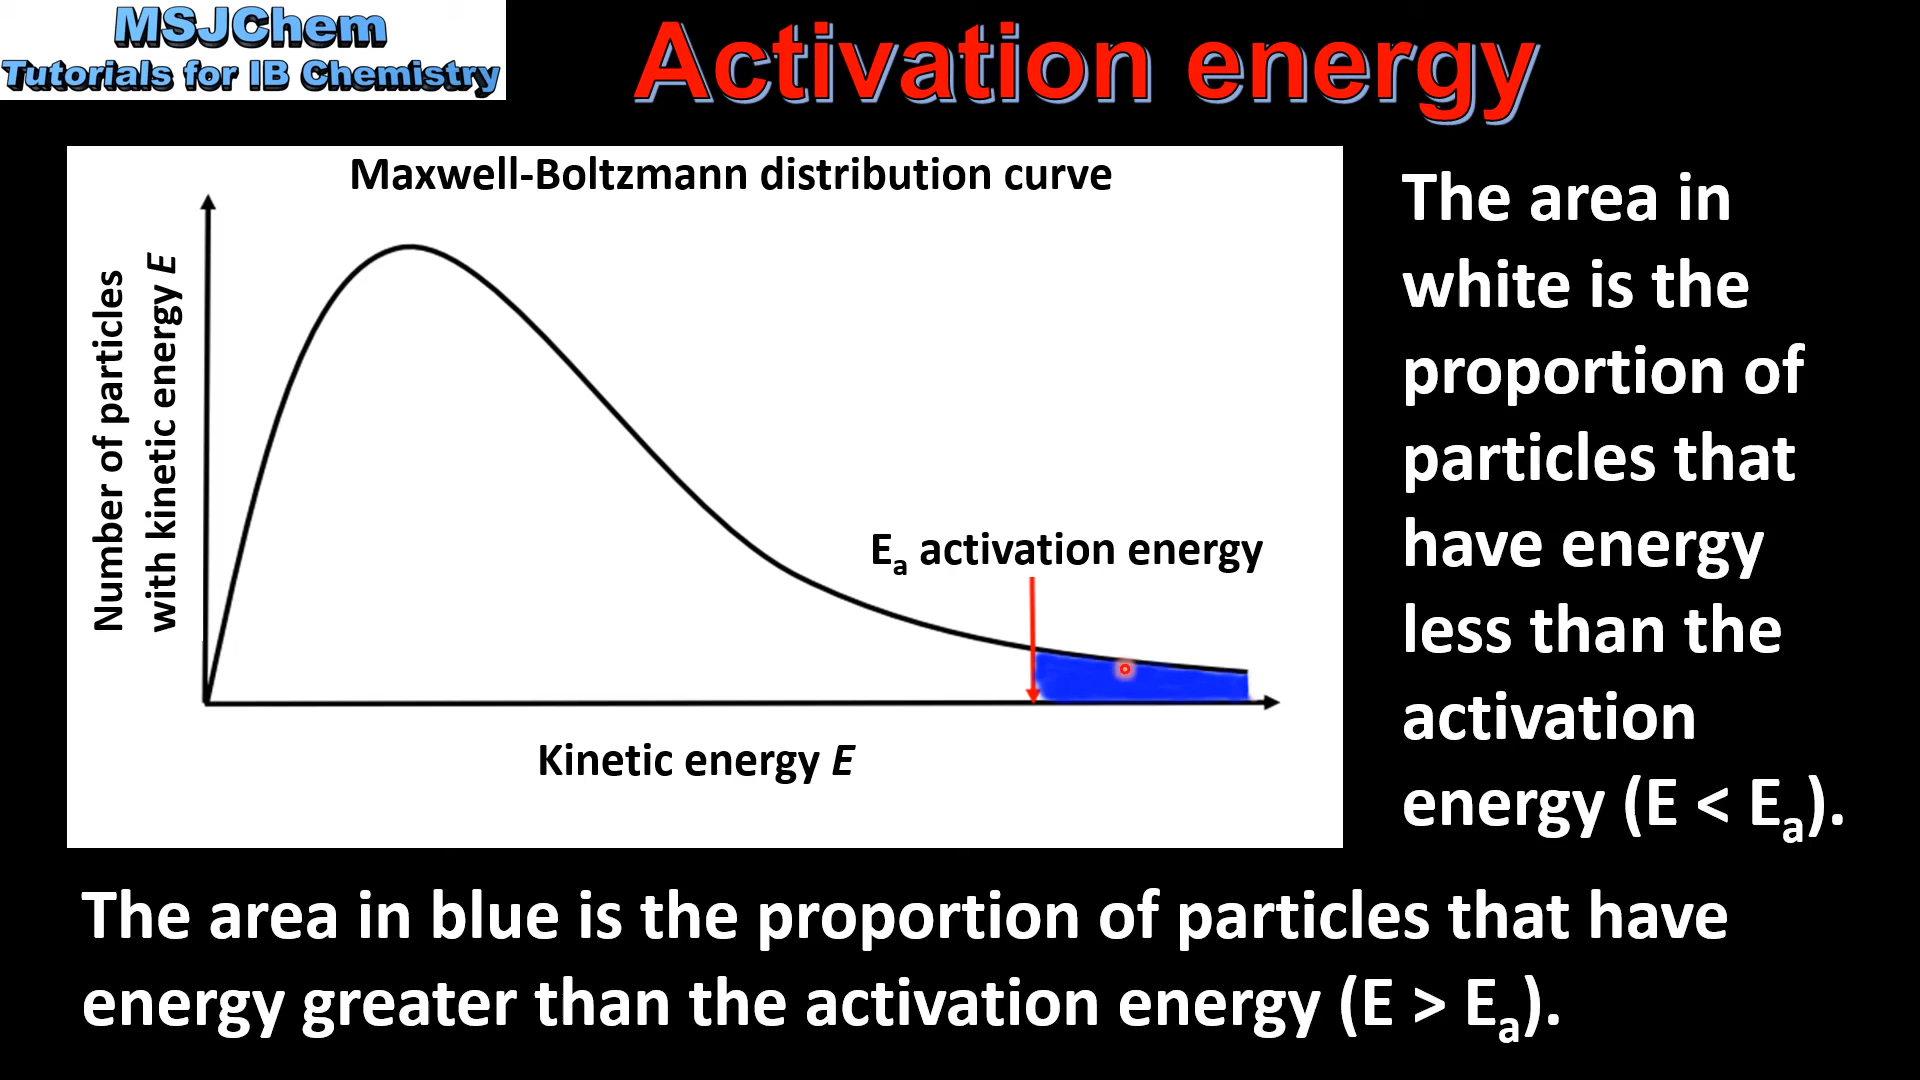 MSJChem
Tutorials for IB Chemistry
Activation energy
Maxwell-Boltzmann distribution curve
Number of particles
with kinetic energy E
Ea activation energy
Kinetic energy E
The area in
white is the
proportion of
particles that
have energy
less than the
activation
energy (E < Ea).
The area in blue is the proportion of particles that have
energy greater than the activation energy (E > Ea).